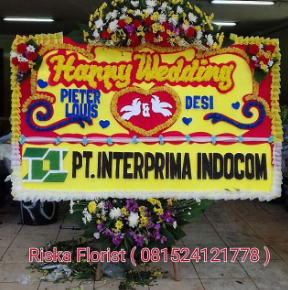 Happy Wedding
PIETER LOUIS
&
DESI
PT. INTERPRIMA INDOCOM
Riska Florist ( 081524121778 )